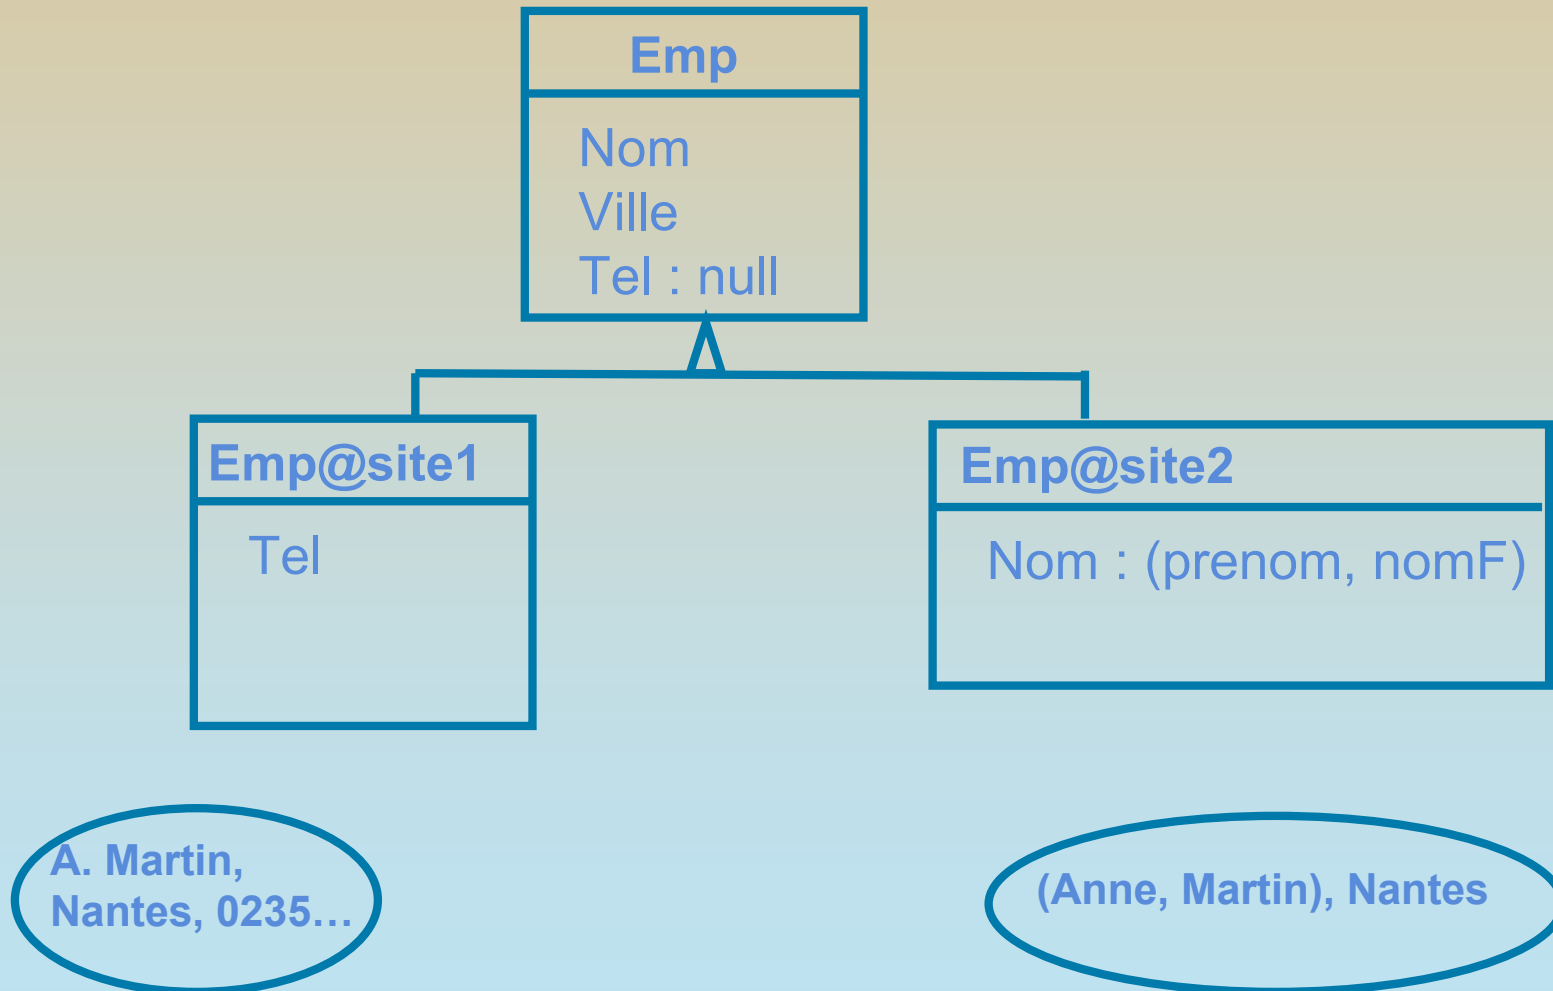 Emp
Nom
Ville
Tel : null
Emp@site1
Tel
Emp@site2
Nom : (prenom, nomF)
A. Martin,
Nantes, 0235…
(Anne, Martin), Nantes